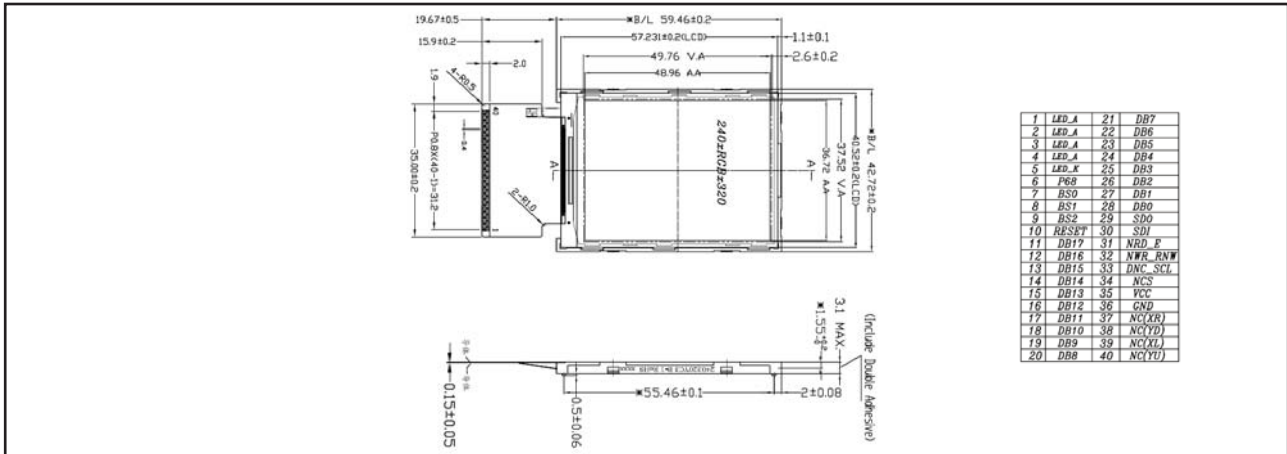 19.67±0.5
✱B/L 59.46±0.2
57.231±0.2(LCD)
1.1±0.1
15.9±0.2
49.76 V.A
2.6±0.2
2.0
48.96 A.A
4-R0.5
1.9
40
0.4
P0.8X(40-1)=31.2
35.00±0.2
1
2-R1.0
A
A
240xRGBx320
36.72 A.A
37.52 V.A
40.52±0.2(LCD)
✱B/L 42.72±0.2
3.1 MAX.
✱1.55
(Include Double Adhesive)
0.15±0.05
0.5±0.06
✱55.46±0.1
2±0.08
1 LED_A 21 DB7
2 LED_A 22 DB6
3 LED_A 23 DB5
4 LED_A 24 DB4
5 LED_K 25 DB3
6 P68 26 DB2
7 BS0 27 DB1
8 BS1 28 DB0
9 BS2 29 SDO
10 RESET 30 SDI
11 DB17 31 NRD_E
12 DB16 32 NWR_RNW
13 DB15 33 DNC_SCL
14 DB14 34 NCS
15 DB13 35 VCC
16 DB12 36 GND
17 DB11 37 NC(XR)
18 DB10 38 NC(YD)
19 DB9 39 NC(XL)
20 DB8 40 NC(YU)